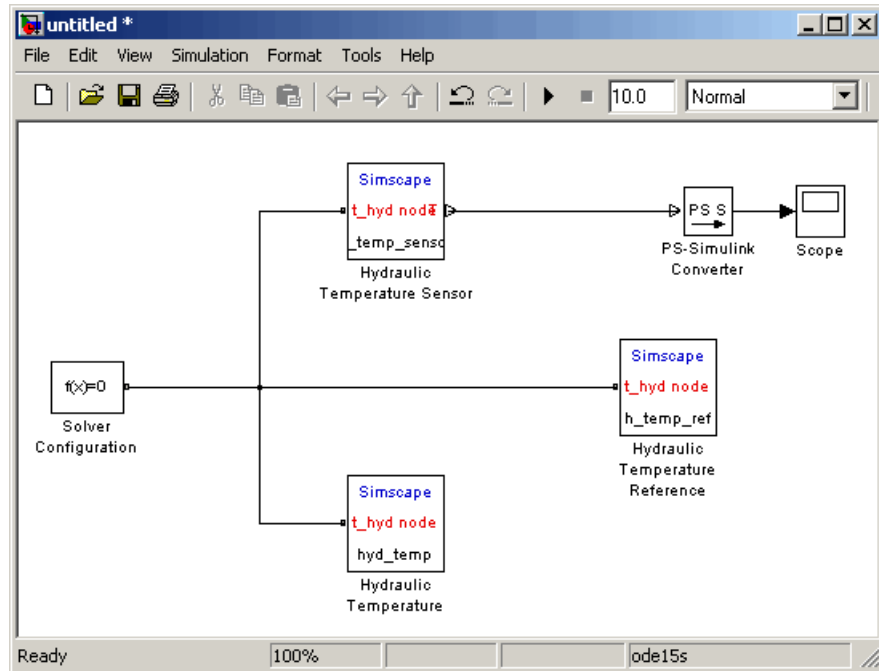 untitled *
File Edit View Simulation Format Tools Help
10.0 Normal
Simscape
t_hyd node T
_temp_senso
Hydraulic
Temperature Sensor
PS S
PS-Simulink
Converter
Scope
f(x)=0
Solver
Configuration
Simscape
t_hyd node
h_temp_ref
Hydraulic
Temperature
Reference
Simscape
t_hyd node
hyd_temp
Hydraulic
Temperature
Ready 100% ode15s